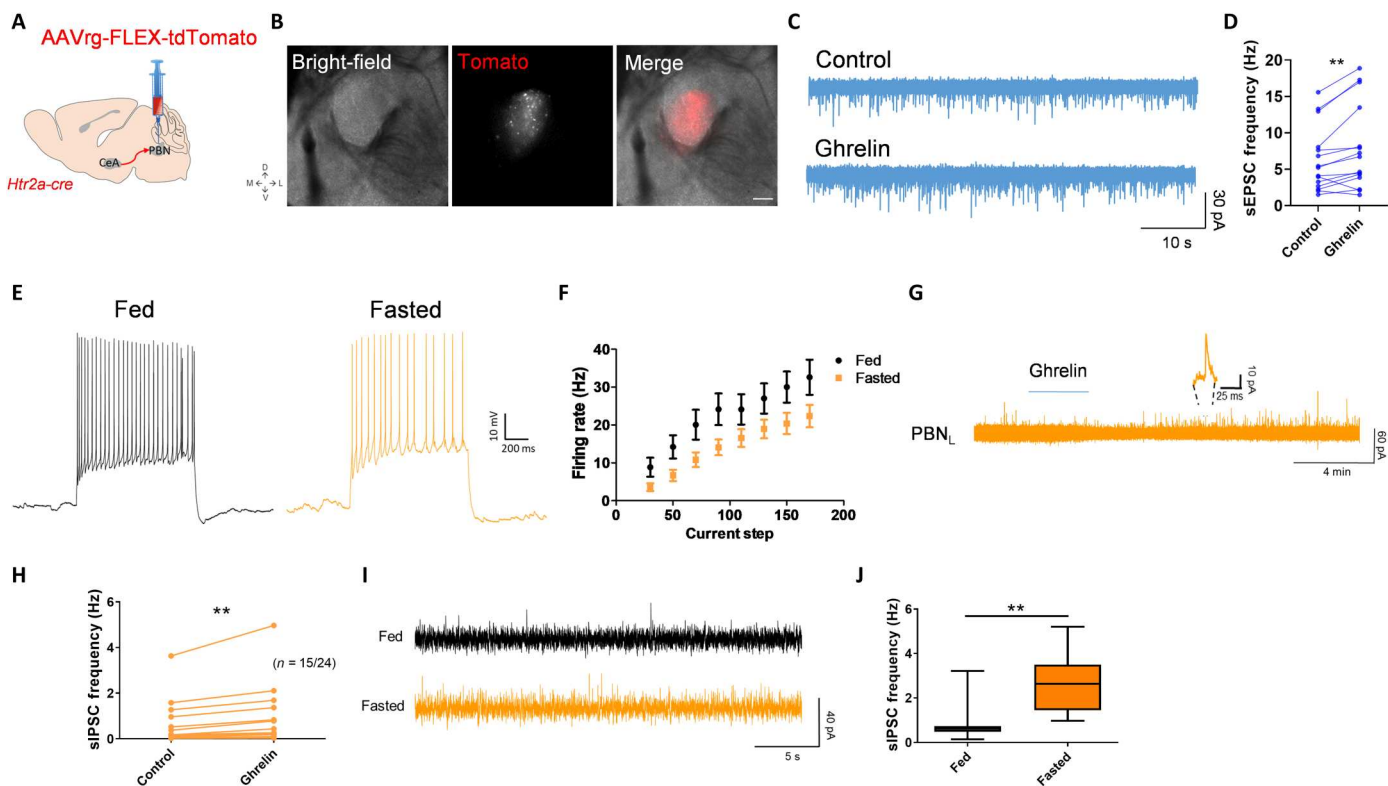 A
AAVrg-FLEX-tdTomato
CeA
PBN
Htr2a-cre
B
Bright-field
Tomato
Merge
D
M
L
V
C
Control
Ghrelin
30 pA
10 s
D
sEPSC frequency (Hz)
20
15
10
5
0
**
Control
Ghrelin
E
Fed
Fasted
10 mV
200 ms
F
Firing rate (Hz)
40
30
20
10
0
0
50
100
150
200
Current step
Fed
Fasted
G
Ghrelin
10 pA
25 ms
PBNL
60 pA
4 min
H
sIPSC frequency (Hz)
6
4
2
0
**
(n = 15/24)
Control
Ghrelin
I
Fed
Fasted
40 pA
5 s
J
sIPSC frequency (Hz)
6
4
2
0
**
Fed
Fasted